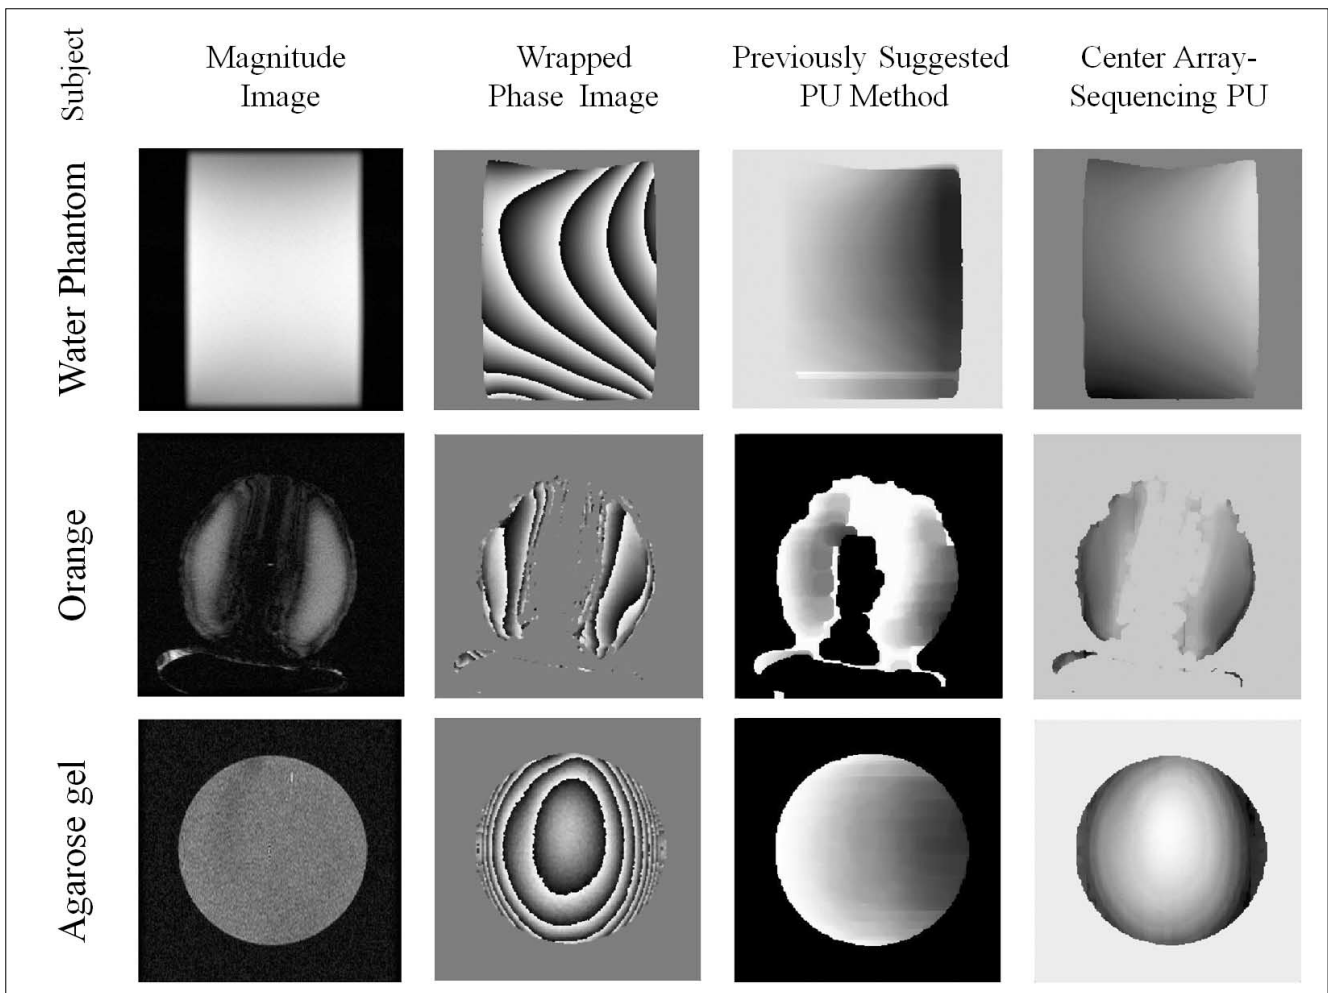 Subject
Magnitude
Image
Wrapped
Phase Image
Previously Suggested
PU Method
Center Array-
Sequencing PU
Water Phantom
Orange
Agarose gel